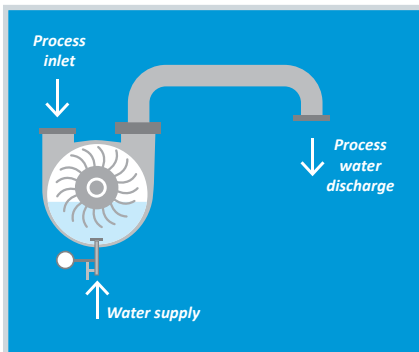 Process
inlet
Process
water
discharge
Water supply